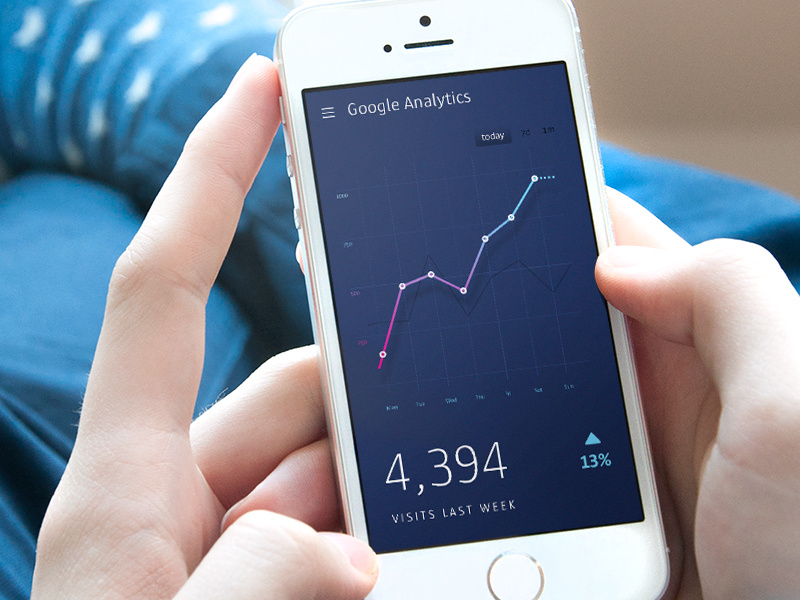 Google Analytics
today 7d 1m
1000
750
500
250
Mon Tue Wed Thu Fri Sat Sun
4,394
13%
VISITS LAST WEEK